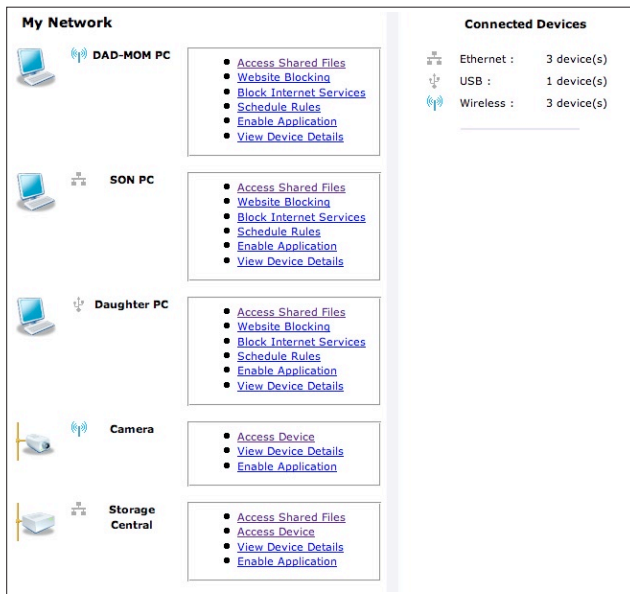 My Network
DAD-MOM PC
Access Shared Files
Website Blocking
Block Internet Services
Schedule Rules
Enable Application
View Device Details
SON PC
Access Shared Files
Website Blocking
Block Internet Services
Schedule Rules
Enable Application
View Device Details
Daughter PC
Access Shared Files
Website Blocking
Block Internet Services
Schedule Rules
Enable Application
View Device Details
Camera
Access Device
View Device Details
Enable Application
Storage
Central
Access Shared Files
Access Device
View Device Details
Enable Application
Connected Devices
Ethernet : 3 device(s)
USB : 1 device(s)
Wireless : 3 device(s)